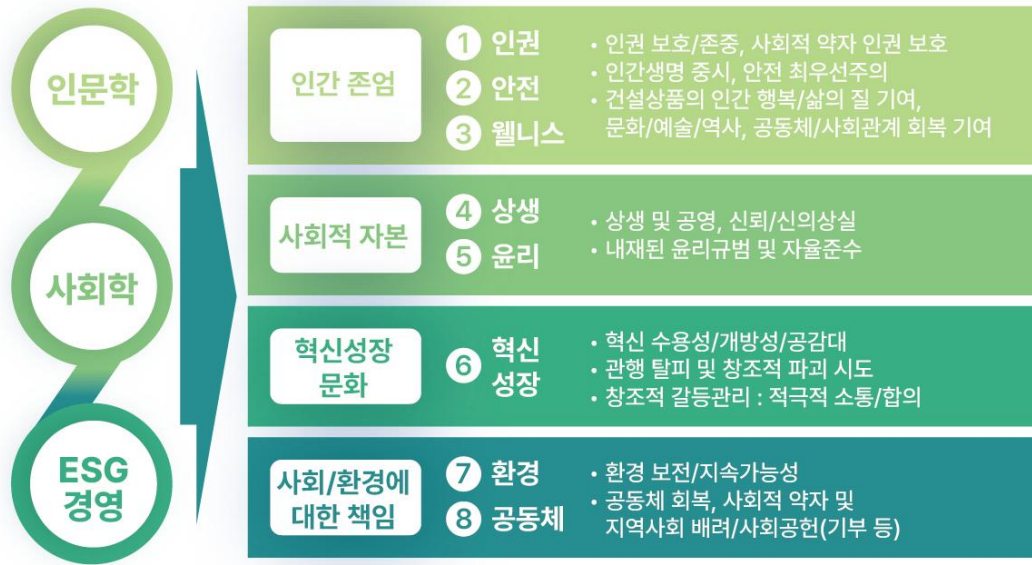 인문학
사회학
ESG
경영
인간 존엄
1 인권
2 안전
3 웰니스
• 인권 보호/존중, 사회적 약자 인권 보호
• 인간생명 중시, 안전 최우선주의
• 건설상품의 인간 행복/삶의 질 기여,
문화/예술/역사, 공동체/사회관계 회복 기여
사회적 자본
4 상생
5 윤리
• 상생 및 공영, 신뢰/신의상실
• 내재된 윤리규범 및 자율준수
혁신성장
문화
6 혁신
성장
• 혁신 수용성/개방성/공감대
• 관행 탈피 및 창조적 파괴 시도
• 창조적 갈등관리 : 적극적 소통/합의
사회/환경에
대한 책임
7 환경
8 공동체
• 환경 보전/지속가능성
• 공동체 회복, 사회적 약자 및
지역사회 배려/사회공헌(기부 등)